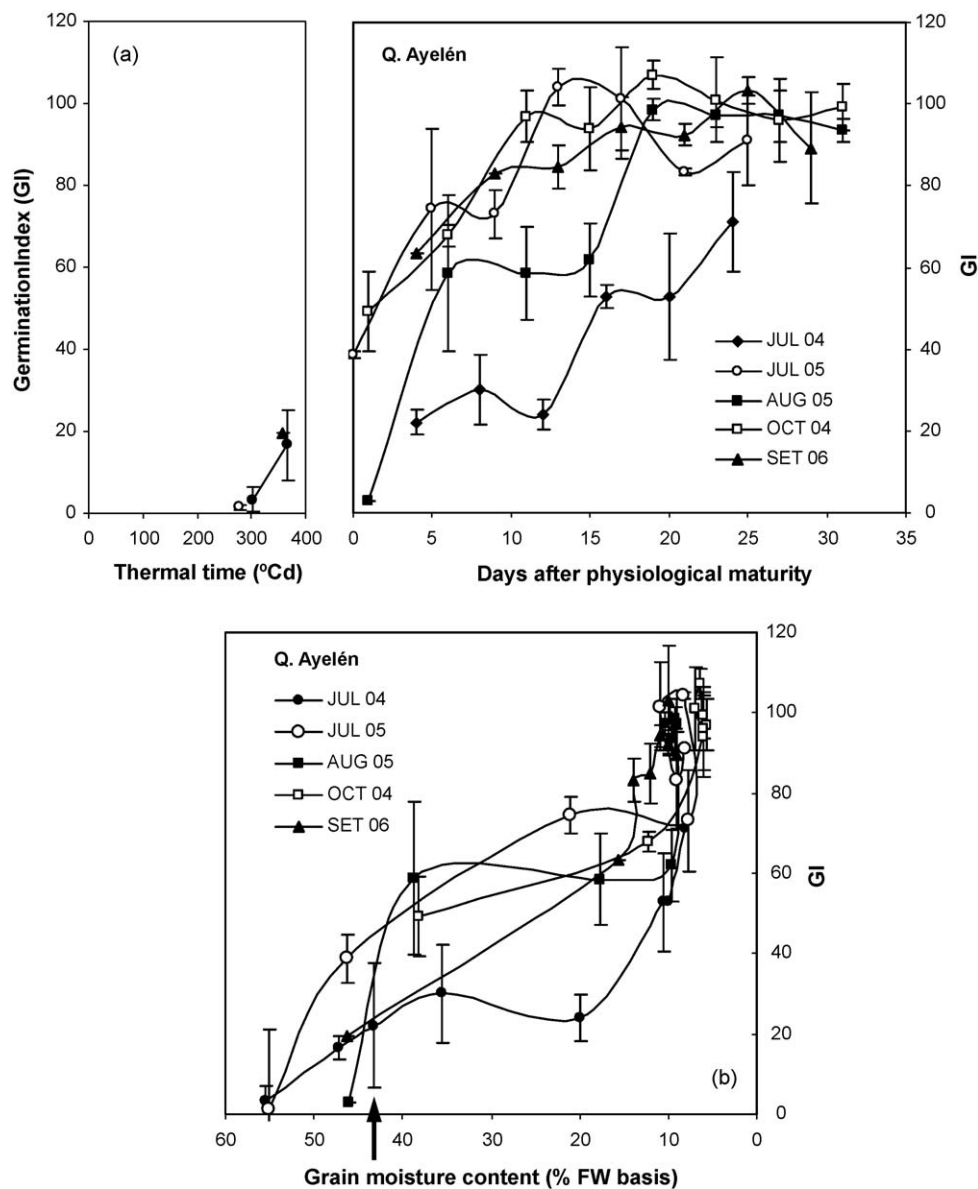 (a)
Q. Ayelén
GerminationIndex (GI)
120
100
80
60
40
20
0
0 100 200 300 400
Thermal time (ºCd)
0 5 10 15 20 25 30 35
Days after physiological maturity
120
100
80
60
40
20
0
GI
JUL 04
JUL 05
AUG 05
OCT 04
SET 06
Q. Ayelén
JUL 04
JUL 05
AUG 05
OCT 04
SET 06
(b)
120
100
80
60
40
20
0
GI
60 50 40 30 20 10 0
Grain moisture content (% FW basis)